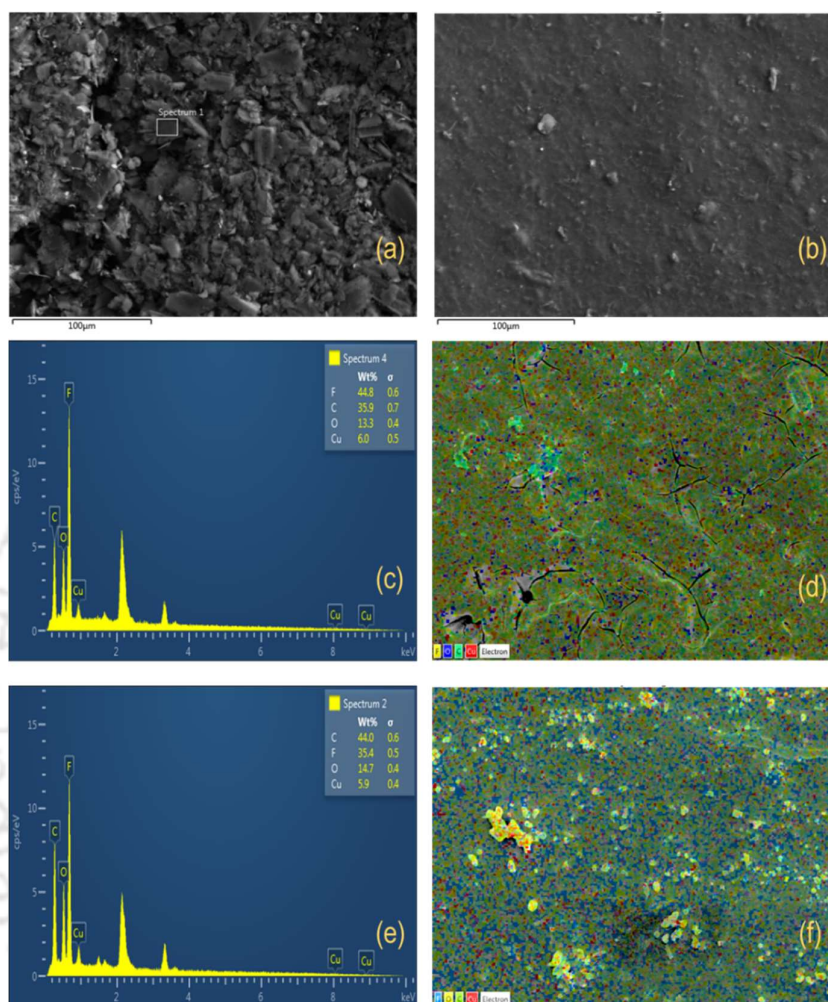 Spectrum 1
(a)
100µm
(b)
100µm
Spectrum 4
Wt% σ
F 44.8 0.6
C 35.9 0.7
O 13.3 0.4
Cu 6.0 0.5
cps/eV
15
10
5
0
F
C
O
Cu
Cu
Cu
(c)
2 4 6 8 keV
(d)
F O C Cu Electron
Spectrum 2
Wt% σ
C 44.0 0.6
F 35.4 0.5
O 14.7 0.4
Cu 5.9 0.4
cps/eV
15
10
5
0
F
C
O
Cu
Cu
Cu
(e)
2 4 6 8 keV
(f)
F O C Cu Electron